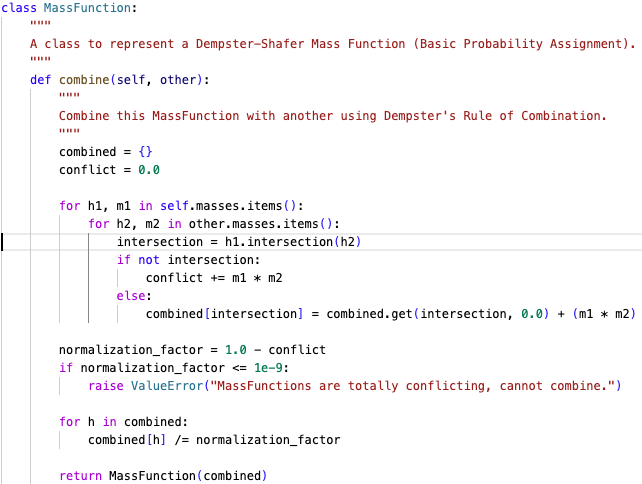 class MassFunction:
    """
    A class to represent a Dempster-Shafer Mass Function (Basic Probability Assignment).
    """
    def combine(self, other):
        """
        Combine this MassFunction with another using Dempster's Rule of Combination.
        """
        combined = {}
        conflict = 0.0

        for h1, m1 in self.masses.items():
            for h2, m2 in other.masses.items():
                intersection = h1.intersection(h2)
                if not intersection:
                    conflict += m1 * m2
                else:
                    combined[intersection] = combined.get(intersection, 0.0) + (m1 * m2)

        normalization_factor = 1.0 - conflict
        if normalization_factor <= 1e-9:
            raise ValueError("MassFunctions are totally conflicting, cannot combine.")

        for h in combined:
            combined[h] /= normalization_factor

        return MassFunction(combined)